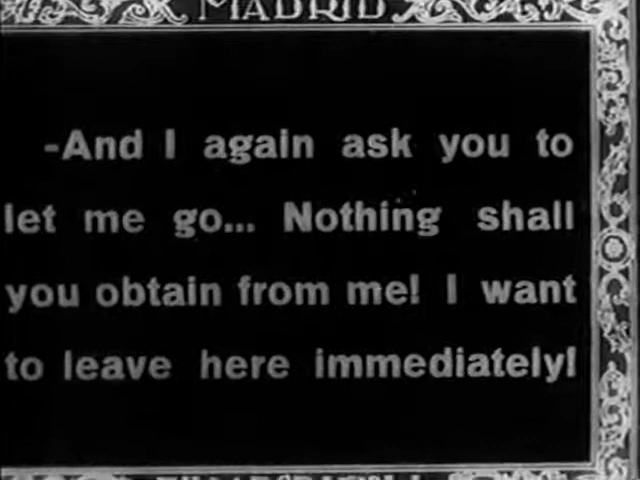 MADRID
-And I again ask you to
let me go... Nothing shall
you obtain from me! I want
to leave here immediately!